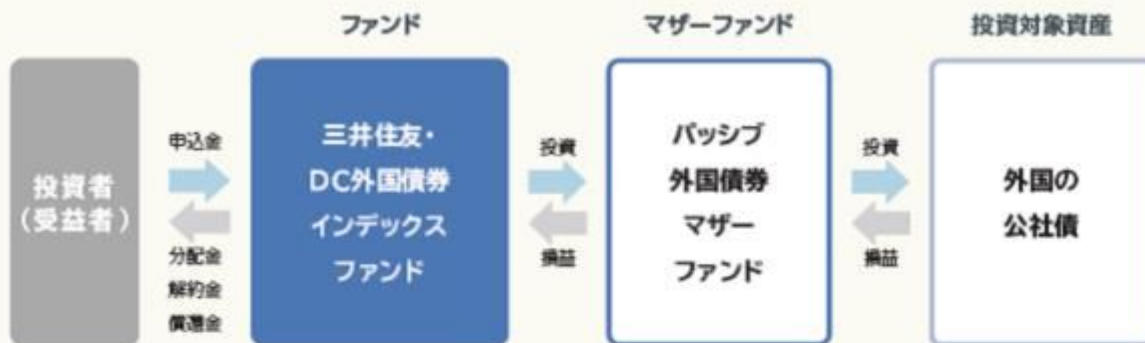 ファンド
マザーファンド
投資対象資産
投資者
(受益者)
申込金
分配金
解約金
償還金
三井住友・
DC外国債券
インデックス
ファンド
投資
損益
パッシブ
外国債券
マザー
ファンド
投資
損益
外国の
公社債